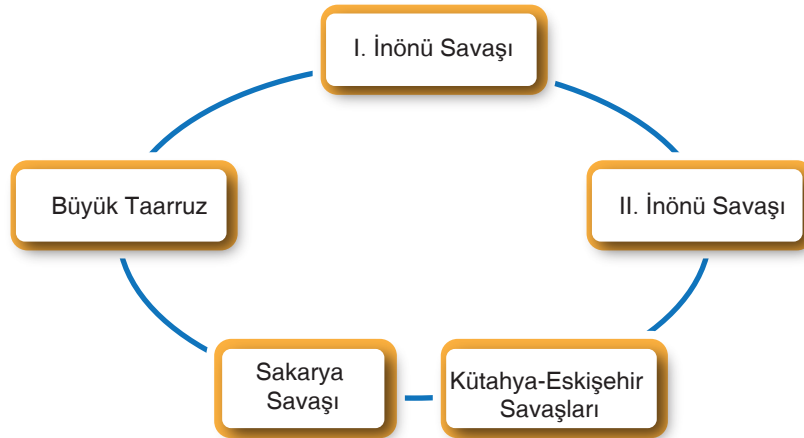 I. İnönü Savaşı
Büyük Taarruz
II. İnönü Savaşı
Sakarya
Savaşı
Kütahya-Eskişehir
Savaşları